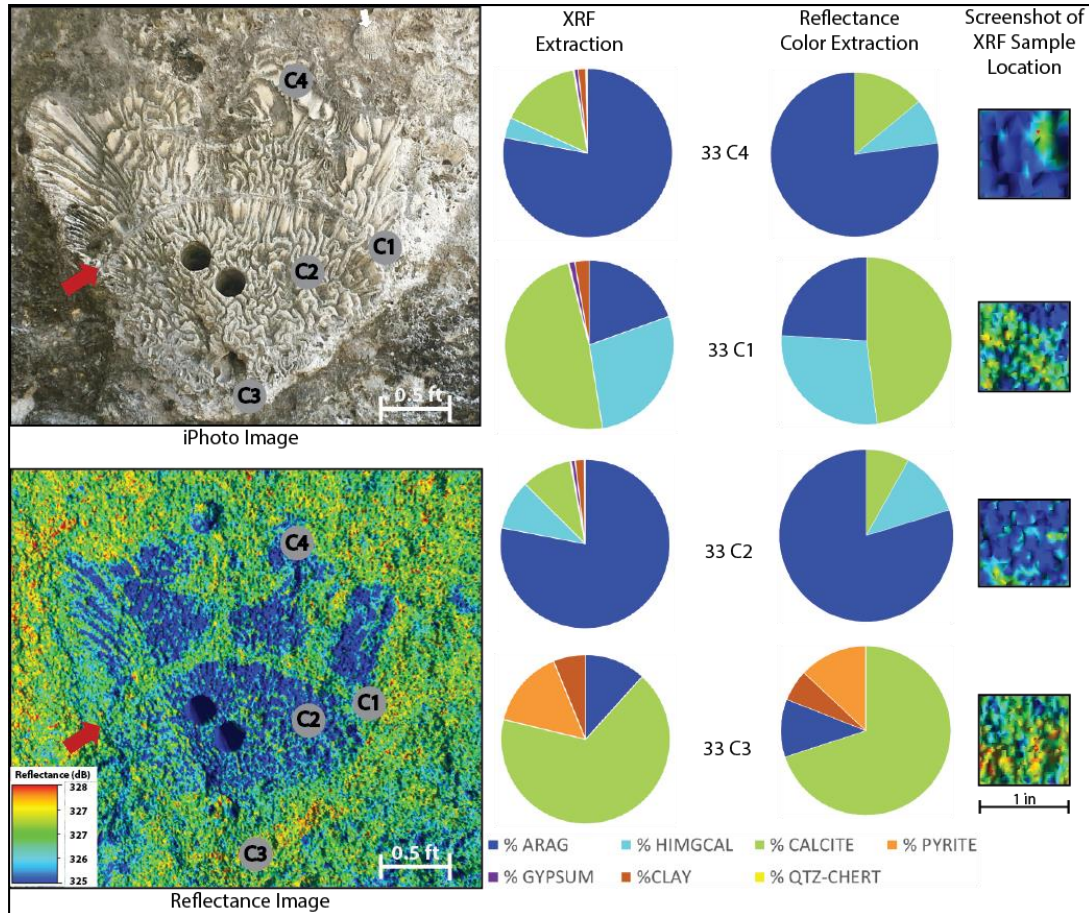 XRF
Extraction
Reflectance
Color Extraction
Screenshot of
XRF Sample
Location
C4
C1
C2
C3
0.5 ft
iPhoto Image
33 C4
33 C1
33 C2
33 C3
C4
C1
C2
C3
Reflectance (dB)
328
327
327
326
326
325
0.5 ft
Reflectance Image
1 in
% ARAG
% HIMGCAL
% CALCITE
% PYRITE
% GYPSUM
%CLAY
% QTZ-CHERT